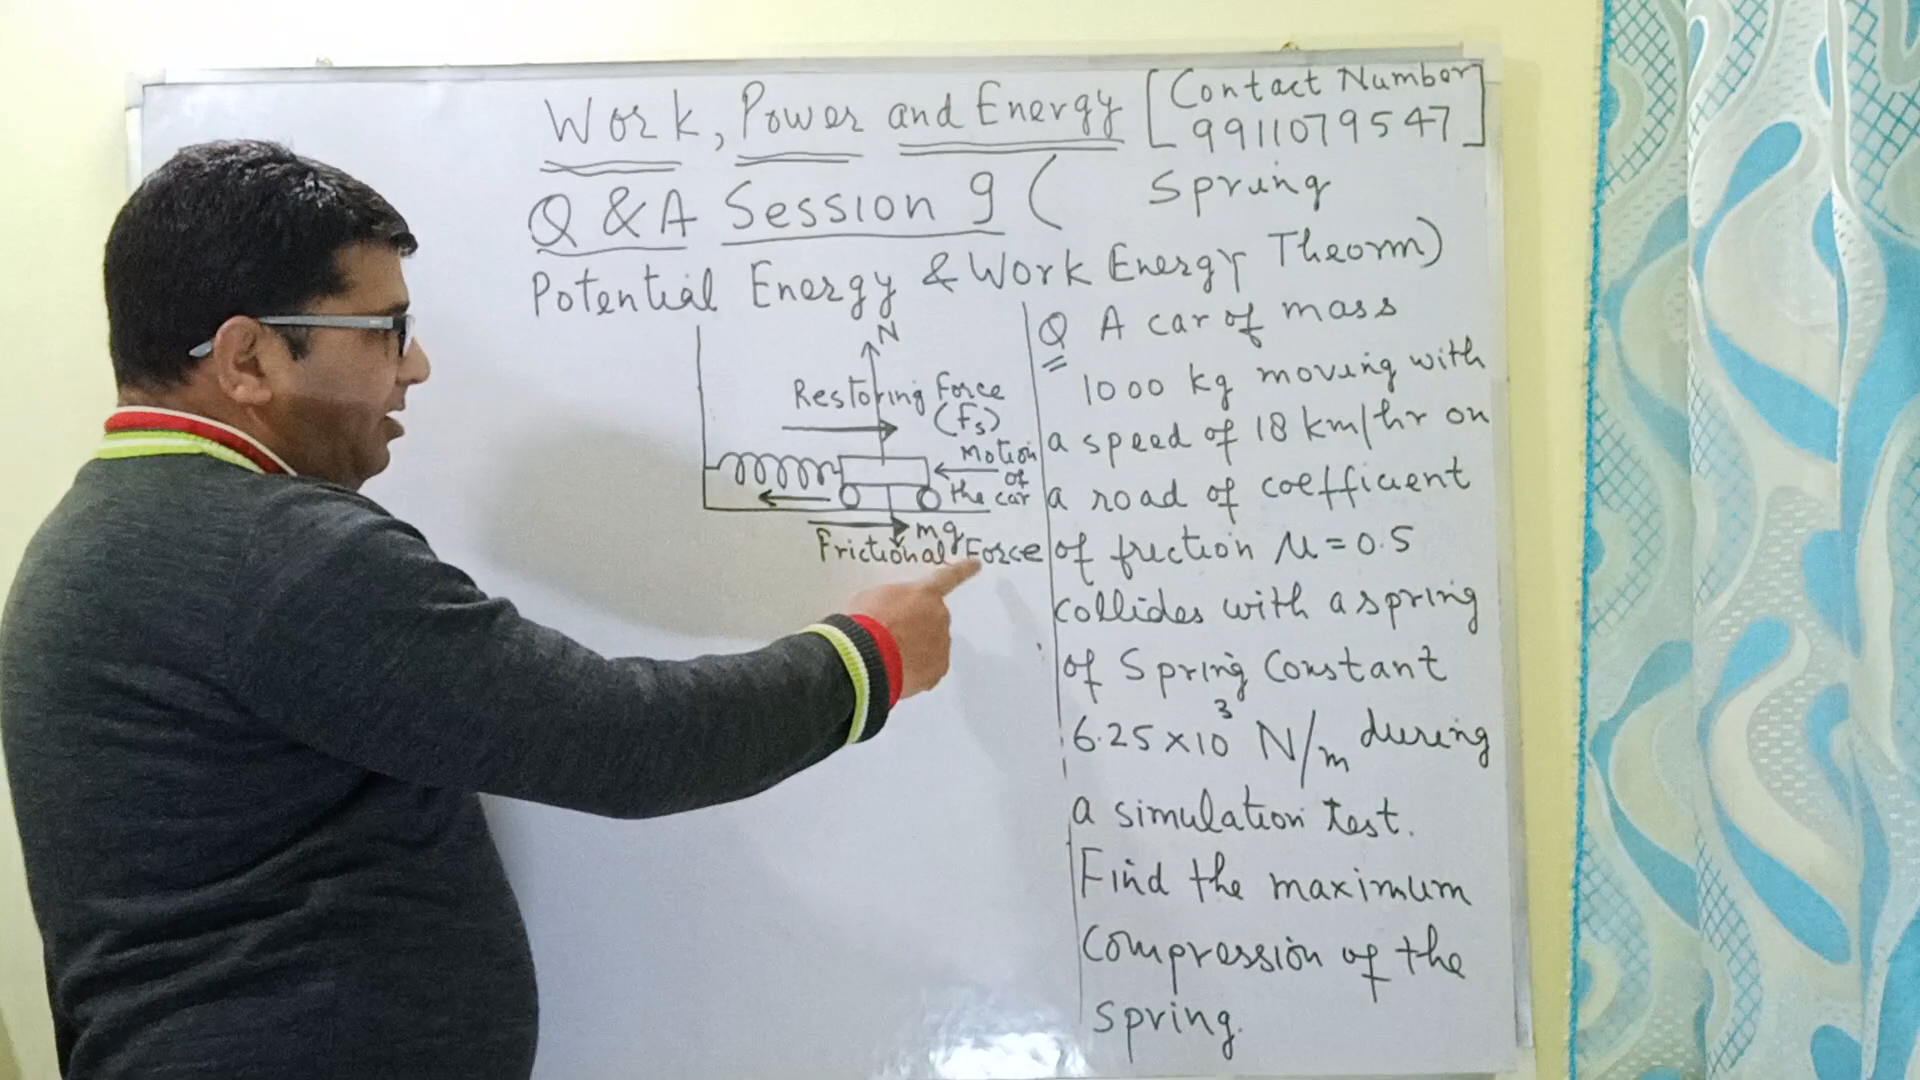 Work, Power and Energy [Contact Number
9911079547]
Q & A Session 9 ( Spring
Potential Energy & Work Energy Theorm)
N
Restoring Force
(Fs)
Motion
of
the car
mg
Frictional Force
Q A car of mass
1000 kg moving with
a speed of 18 km/hr on
a road of coefficient
of friction μ=0.5
collides with a spring
of Spring Constant
6.25×10³ N/m during
a simulation test.
Find the maximum
compression of the
spring.